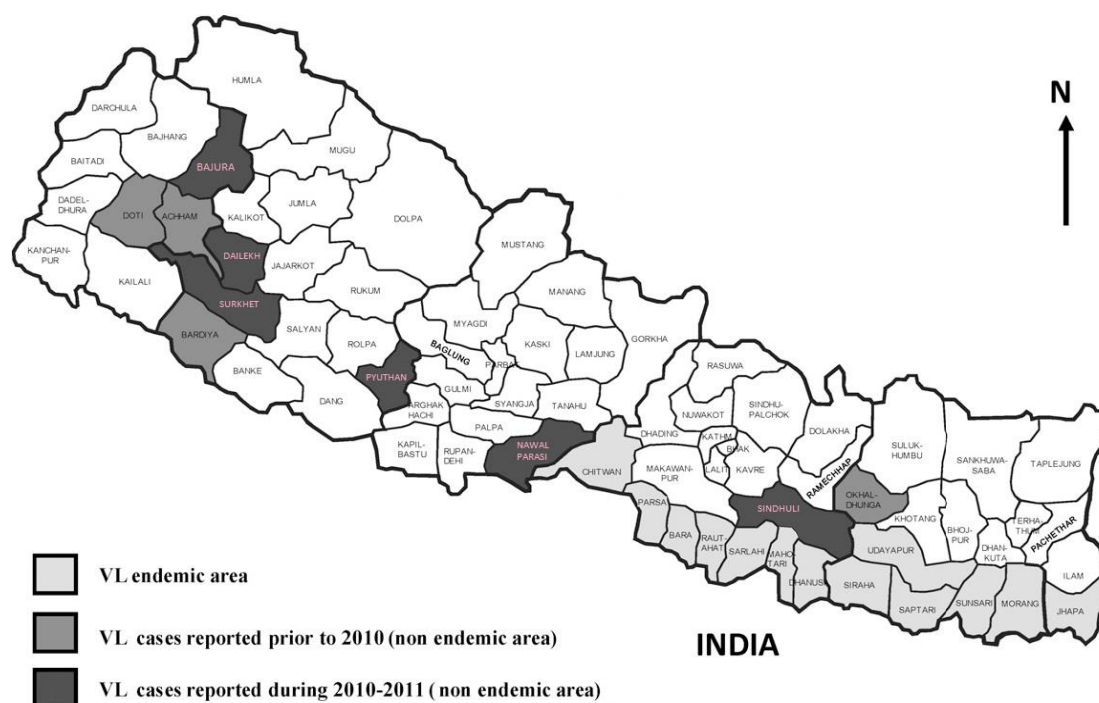 HUMLA
DARCHULA
BAJHANG
N
MUGU
BAITADI
BAJURA
DADEL-
DHURA
DOTI
ACHHAM
KALIKOT
JUMLA
DOLPA
MUSTANG
KANCHAN-
PUR
DAILEKH
JAJARKOT
KAILALI
SURKHET
RUKUM
MANANG
BARDIYA
SALYAN
ROLPA
MYAGDI
BAGLUNG
PARBAT
KASKI
LAMJUNG
GORKHA
BANKE
PYUTHAN
GULMI
RASUWA
DANG
ARGHAK
HACHI
SYANGJA
TANAHU
NUWAKOT
SINDHU-
PALCHOK
DOLAKHA
PALPA
KAPIL-
BASTU
RUPAN-
DEHI
NAWAL
PARASI
DHADING
KATHM
BHAK
LALIT
KAVRE
RAMECHHAP
SULUK-
HUMBU
SANKHUWA-
SABA
TAPLEJUNG
CHITWAN
MAKAWAN-
PUR
SINDHULI
OKHAL-
DHUNGA
KHOTANG
BHOJ-
PUR
TERHA-
THUM
PACHETHAR
DHAN-
KUTA
ILAM
PARSA
BARA
RAUT-
AHAT
SARLAHI
MAHO-
TARI
DHANUSI
UDAYAPUR
SIRAHA
SAPTARI
SUNSARI
MORANG
JHAPA
INDIA
VL endemic area
VL cases reported prior to 2010 (non endemic area)
VL cases reported during 2010-2011 ( non endemic area)